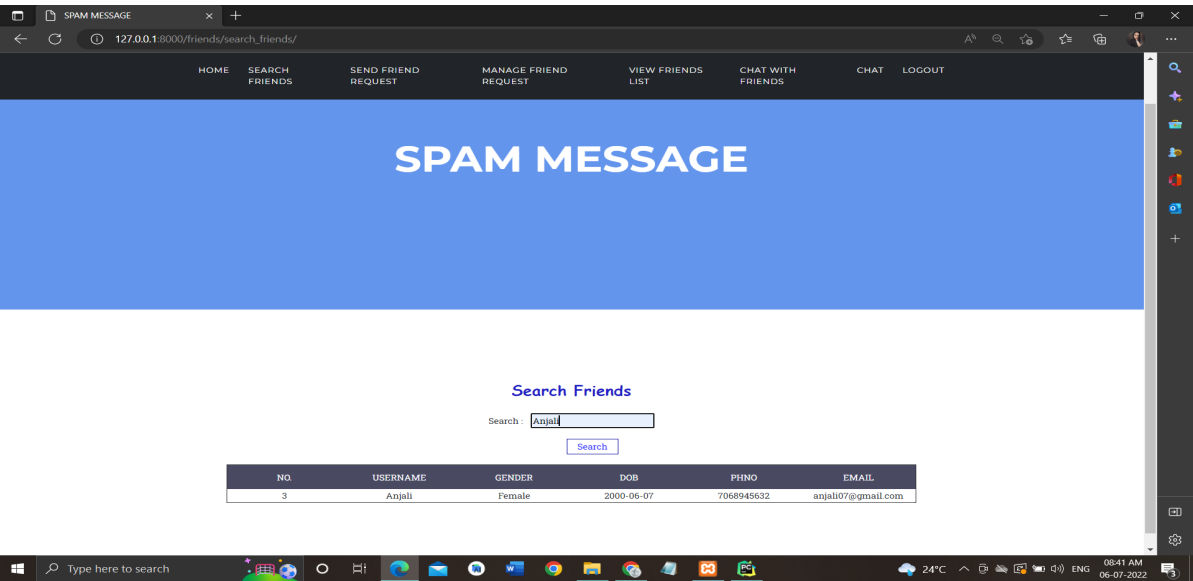 SPAM MESSAGE
127.0.0.1:8000/friends/search_friends/
HOME SEARCH FRIENDS SEND FRIEND REQUEST MANAGE FRIEND REQUEST VIEW FRIENDS LIST CHAT WITH FRIENDS CHAT LOGOUT
SPAM MESSAGE
Search Friends
Search : Anjali
Search
NO. USERNAME GENDER DOB PHNO EMAIL
3 Anjali Female 2000-06-07 7068945632 anjali07@gmail.com
Type here to search
24°C ENG 08:41 AM
06-07-2022